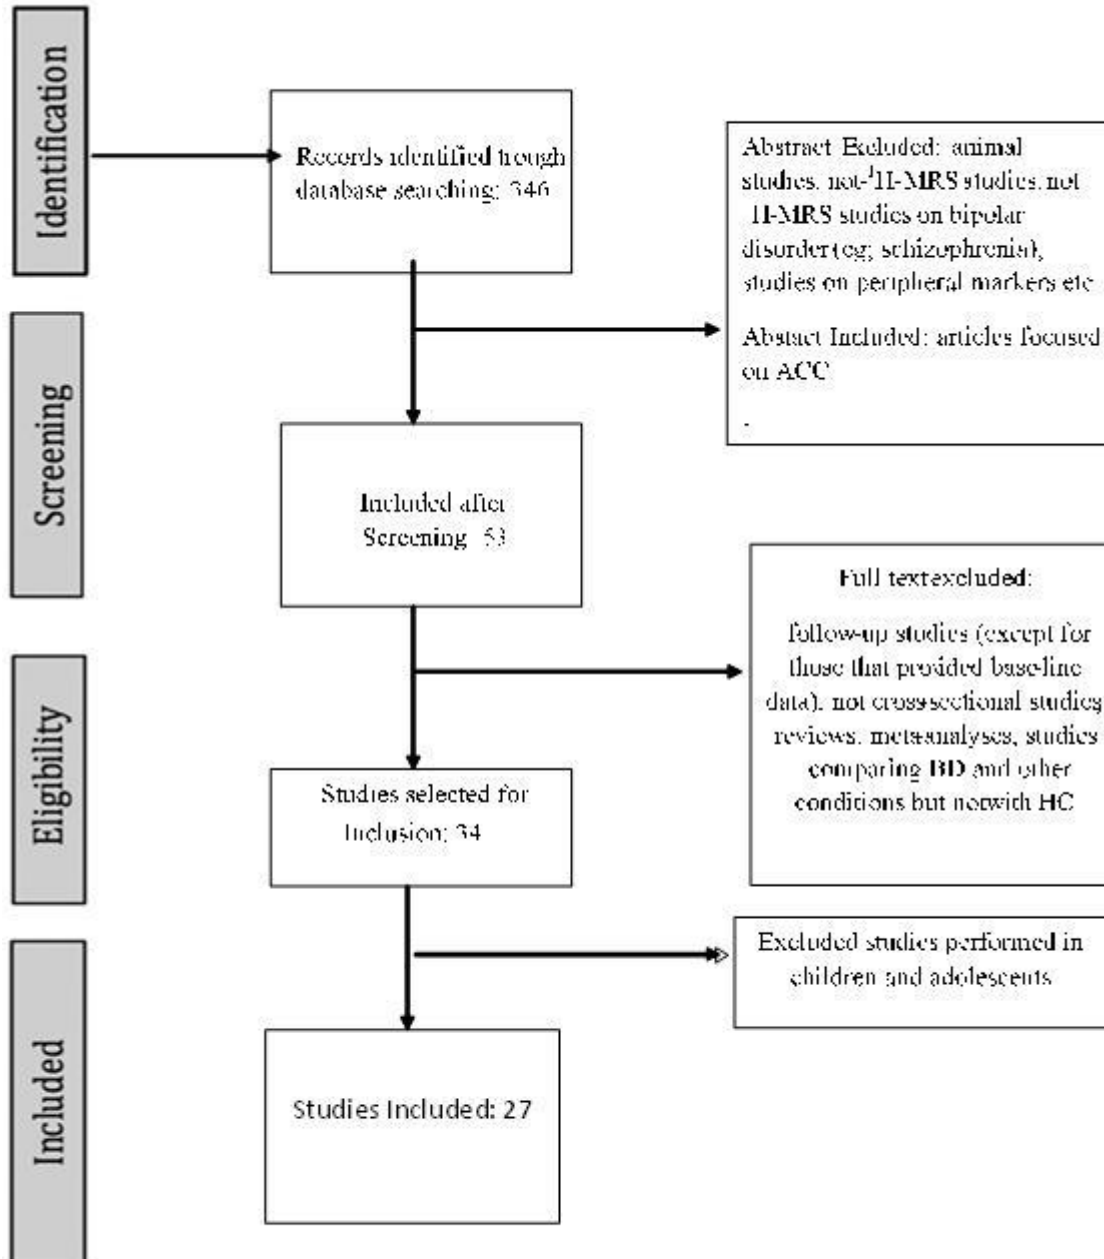 Identification
Records identified trough
database searching: 346
Abstract Excluded: animal
studies, not-¹H-MRS studies, not
¹H-MRS studies on bipolar
disorder (eg; schizophrenia),
studies on peripheral markers etc
Abstact Included: articles focused
on ACC
.
Screening
Included after
Screening 53
Full text excluded:
follow-up studies (except for
those that provided base-line
data), not cross-sectional studies,
reviews, meta-analyses, studies
comparing BD and other
conditions but notwith HC
Eligibility
Studies selected for
Inclusion: 34
Excluded studies performed in
children and adolescents
Included
Studies Included: 27